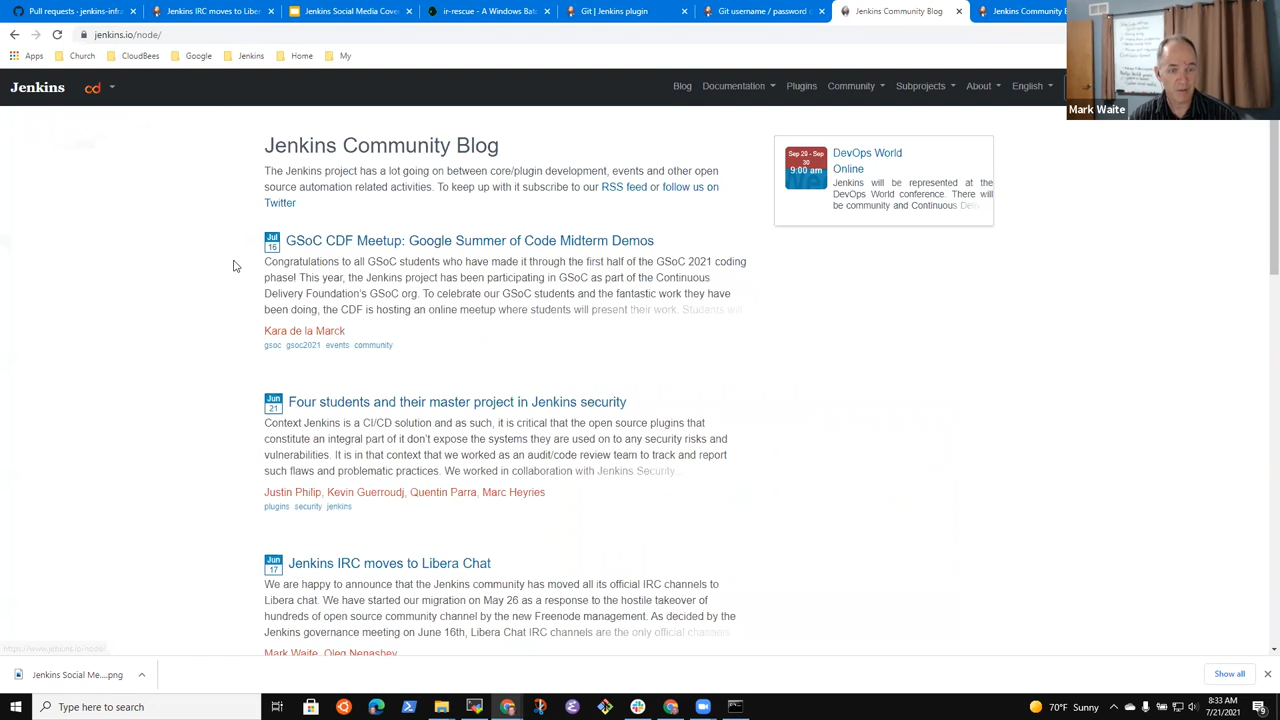 Pull requests · jenkins-infra
Jenkins IRC moves to Liber
Jenkins Social Media Cover
ir-rescue - A Windows Bat
Git | Jenkins plugin
Git username / password c
Jenkins Community Blog
Jenkins Community B
jenkins.io/node/
Apps
Church
CloudBees
Google
Jenkins
Home
My
Jenkins
cd
Blog
Documentation
Plugins
Community
Subprojects
About
English
Mark Waite
Jenkins Community Blog
The Jenkins project has a lot going on between core/plugin development, events and other open
source automation related activities. To keep up with it subscribe to our RSS feed or follow us on
Twitter
Sep 29 - Sep
30
9:00 am
DevOps World
Online
Jenkins will be represented at the
DevOps World conference. There will
be community and Continuous Deliv
Jul
16
GSoC CDF Meetup: Google Summer of Code Midterm Demos
Congratulations to all GSoC students who have made it through the first half of the GSoC 2021 coding
phase! This year, the Jenkins project has been participating in GSoC as part of the Continuous
Delivery Foundation's GSoC org. To celebrate our GSoC students and the fantastic work they have
been doing, the CDF is hosting an online meetup where students will present their work. Students will
Kara de la Marck
gsoc gsoc2021 events community
Jun
21
Four students and their master project in Jenkins security
Context Jenkins is a CI/CD solution and as such, it is critical that the open source plugins that
constitute an integral part of it don't expose the systems they are used on to any security risks and
vulnerabilities. It is in that context that we worked as an audit/code review team to track and report
such flaws and problematic practices. We worked in collaboration with Jenkins Security...
Justin Philip, Kevin Guerroudj, Quentin Parra, Marc Heyries
plugins security jenkins
Jun
17
Jenkins IRC moves to Libera Chat
We are happy to announce that the Jenkins community has moved all its official IRC channels to
Libera chat. We have started our migration on May 26 as a response to the hostile takeover of
hundreds of open source community channel by the new Freenode management. As decided by the
Jenkins governance meeting on June 16th, Libera Chat IRC channels are the only official channels
Mark Waite, Oleg Nenashev
https://www.jenkins.io/node/
Jenkins Social Me....png
Show all
Type here to search
70°F Sunny
8:33 AM
7/21/2021